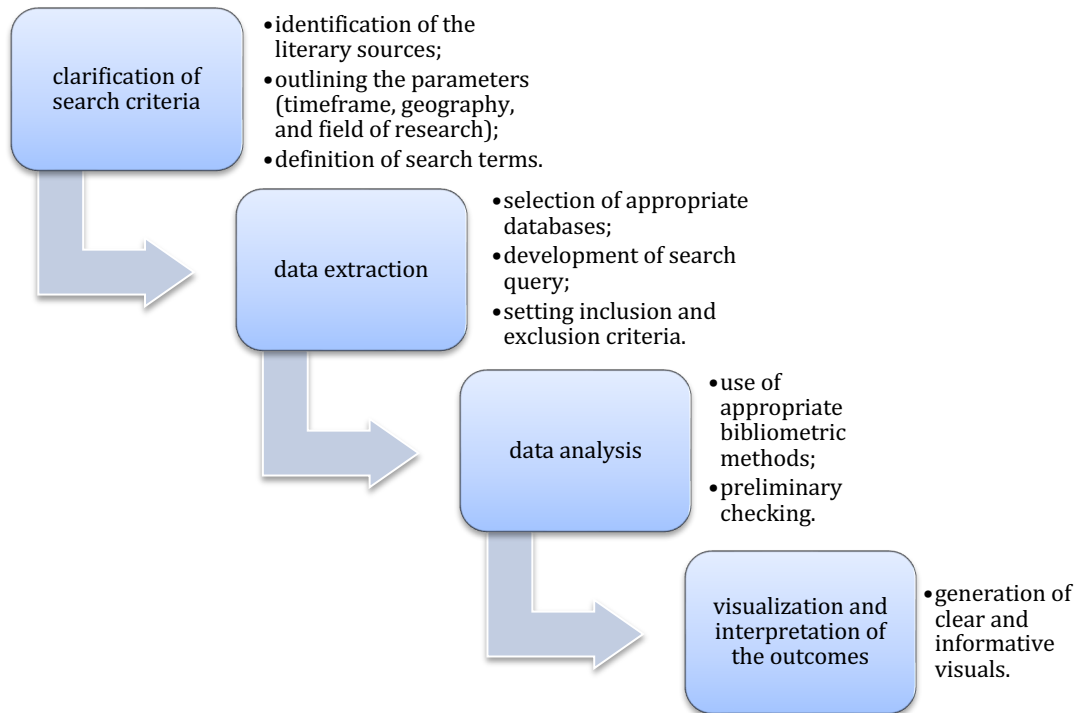 clarification of
search criteria
•identification of the
literary sources;
•outlining the parameters
(timeframe, geography,
and field of research);
•definition of search terms.
data extraction
•selection of appropriate
databases;
•development of search
query;
•setting inclusion and
exclusion criteria.
data analysis
•use of
appropriate
bibliometric
methods;
•preliminary
checking.
visualization and
interpretation of
the outcomes
•generation of
clear and
informative
visuals.